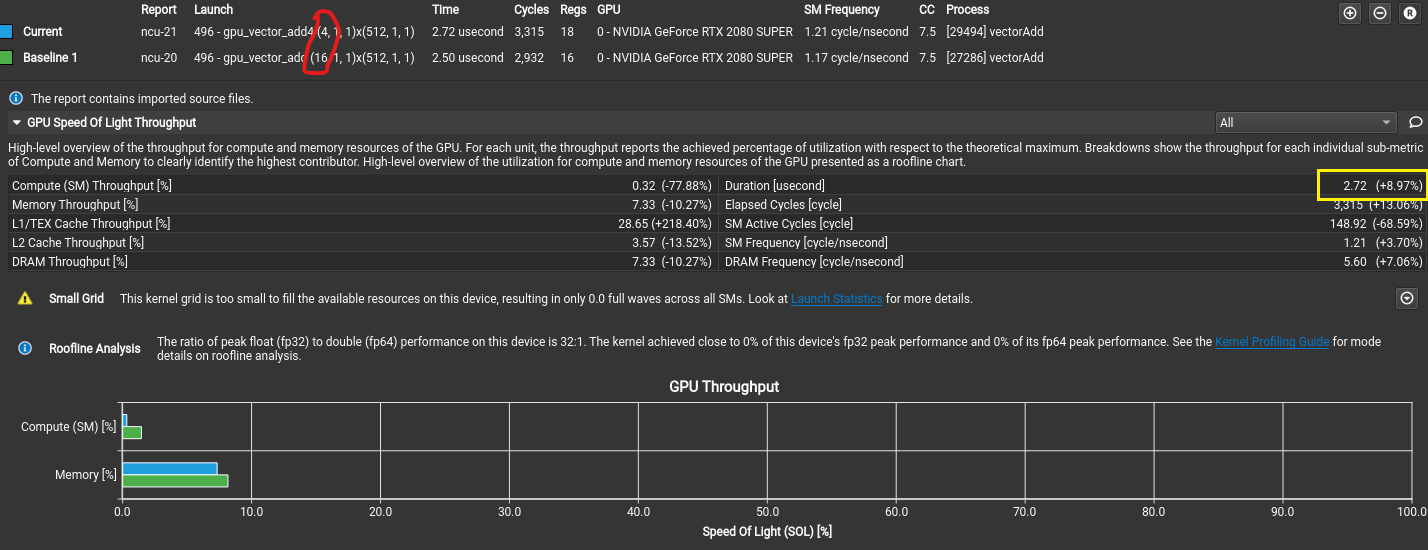 Report Launch Time Cycles Regs GPU SM Frequency CC Process
Current ncu-21 496 - gpu_vector_add4 (4, 1, 1)x(512, 1, 1) 2.72 usecond 3,315 18 0 - NVIDIA GeForce RTX 2080 SUPER 1.21 cycle/nsecond 7.5 [29494] vectorAdd
Baseline 1 ncu-20 496 - gpu_vector_add (16, 1, 1)x(512, 1, 1) 2.50 usecond 2,932 16 0 - NVIDIA GeForce RTX 2080 SUPER 1.17 cycle/nsecond 7.5 [27286] vectorAdd
The report contains imported source files.
GPU Speed Of Light Throughput All
High-level overview of the throughput for compute and memory resources of the GPU. For each unit, the throughput reports the achieved percentage of utilization with respect to the theoretical maximum. Breakdowns show the throughput for each individual sub-metric
of Compute and Memory to clearly identify the highest contributor. High-level overview of the utilization for compute and memory resources of the GPU presented as a roofline chart.
Compute (SM) Throughput [%] 0.32 (-77.88%) Duration [usecond] 2.72 (+8.97%)
Memory Throughput [%] 7.33 (-10.27%) Elapsed Cycles [cycle] 3,315 (+13.06%)
L1/TEX Cache Throughput [%] 28.65 (+218.40%) SM Active Cycles [cycle] 148.92 (-68.59%)
L2 Cache Throughput [%] 3.57 (-13.52%) SM Frequency [cycle/nsecond] 1.21 (+3.70%)
DRAM Throughput [%] 7.33 (-10.27%) DRAM Frequency [cycle/nsecond] 5.60 (+7.06%)
Small Grid This kernel grid is too small to fill the available resources on this device, resulting in only 0.0 full waves across all SMs. Look at Launch Statistics for more details.
Roofline Analysis The ratio of peak float (fp32) to double (fp64) performance on this device is 32:1. The kernel achieved close to 0% of this device's fp32 peak performance and 0% of its fp64 peak performance. See the Kernel Profiling Guide for mode
details on roofline analysis.
GPU Throughput
Compute (SM) [%]
Memory [%]
0.0 10.0 20.0 30.0 40.0 50.0 60.0 70.0 80.0 90.0 100.0
Speed Of Light (SOL) [%]